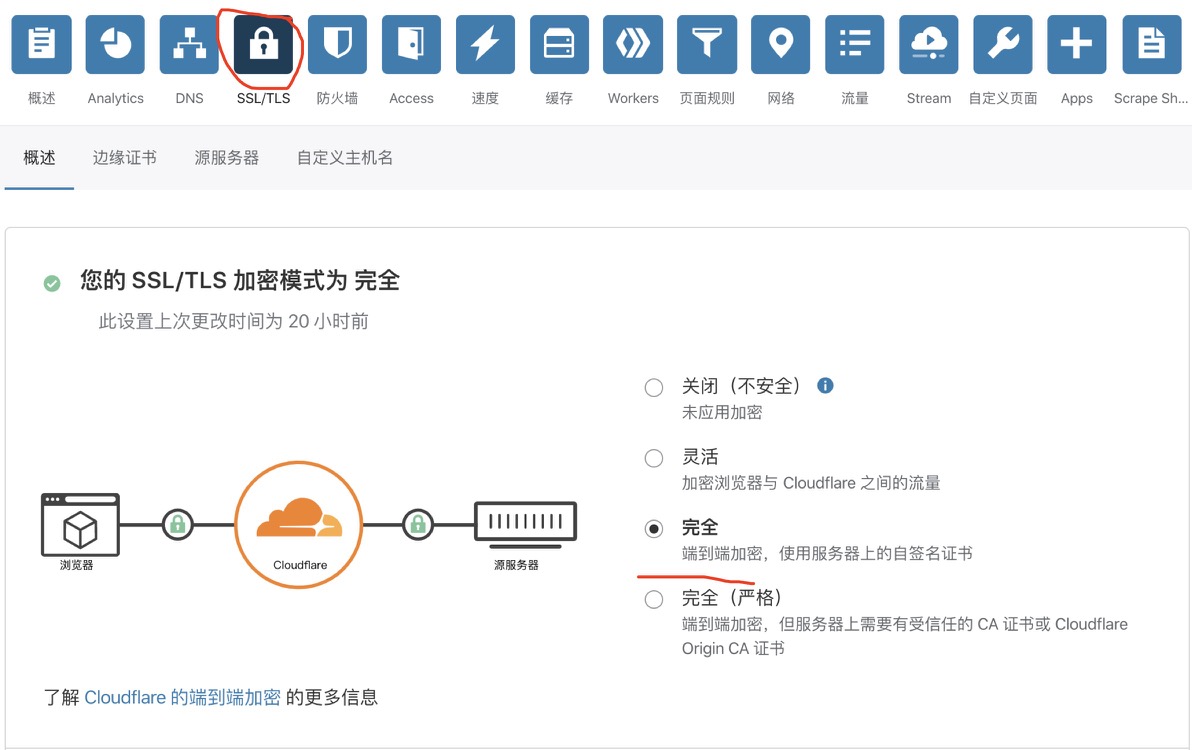 概述
Analytics
DNS
SSL/TLS
防火墙
Access
速度
缓存
Workers
页面规则
网络
流量
Stream
自定义页面
Apps
Scrape Sh...
概述
边缘证书
源服务器
自定义主机名
您的 SSL/TLS 加密模式为 完全
此设置上次更改时间为 20 小时前
关闭（不安全）
未应用加密
灵活
加密浏览器与 Cloudflare 之间的流量
完全
端到端加密，使用服务器上的自签名证书
完全（严格）
端到端加密，但服务器上需要有受信任的 CA 证书或 Cloudflare
Origin CA 证书
浏览器
Cloudflare
源服务器
了解 Cloudflare 的端到端加密 的更多信息